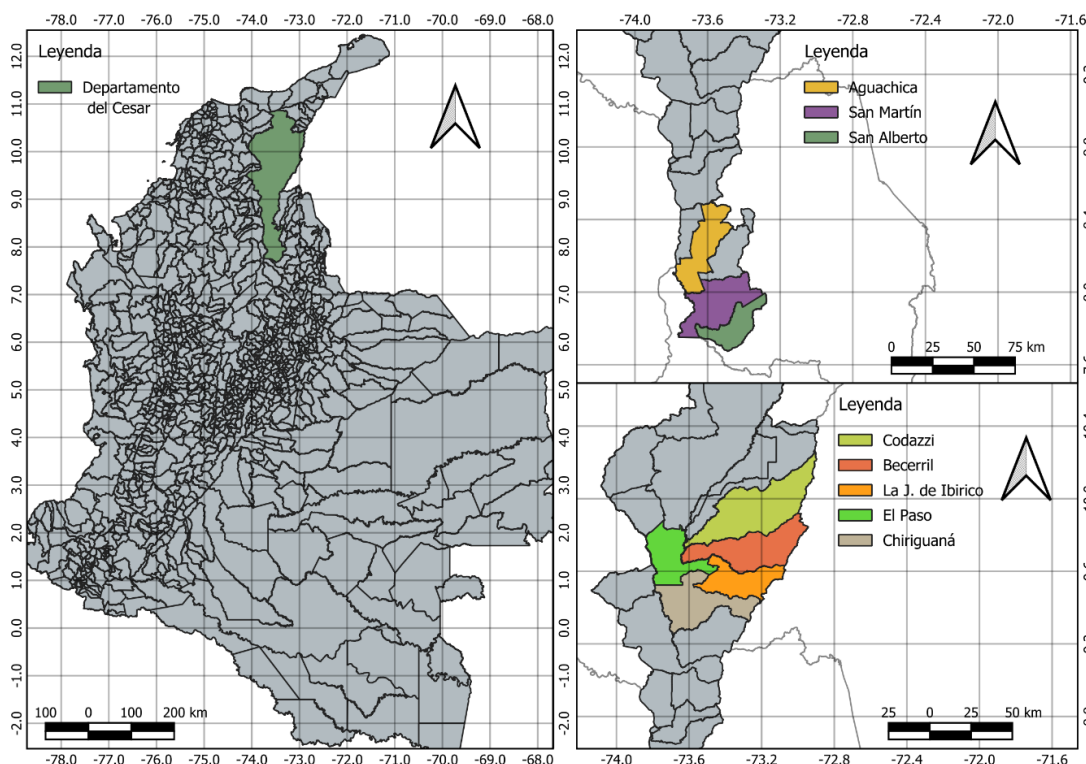 -78.0 -77.0 -76.0 -75.0 -74.0 -73.0 -72.0 -71.0 -70.0 -69.0 -68.0
Leyenda
Departamento
del Cesar
12.0
11.0
10.0
9.0
8.0
7.0
6.0
5.0
4.0
3.0
2.0
1.0
0.0
-1.0
-2.0
100 0 100 200 km
-78.0 -77.0 -76.0 -75.0 -74.0 -73.0 -72.0 -71.0 -70.0 -69.0 -68.0
-74.0 -73.6 -73.2 -72.8 -72.4 -72.0 -71.6
Leyenda
Aguachica
San Martín
San Alberto
0 25 50 75 km
Leyenda
Codazzi
Becerril
La J. de Ibirico
El Paso
Chiriguaná
25 0 25 50 km
-74.0 -73.6 -73.2 -72.8 -72.4 -72.0 -71.6